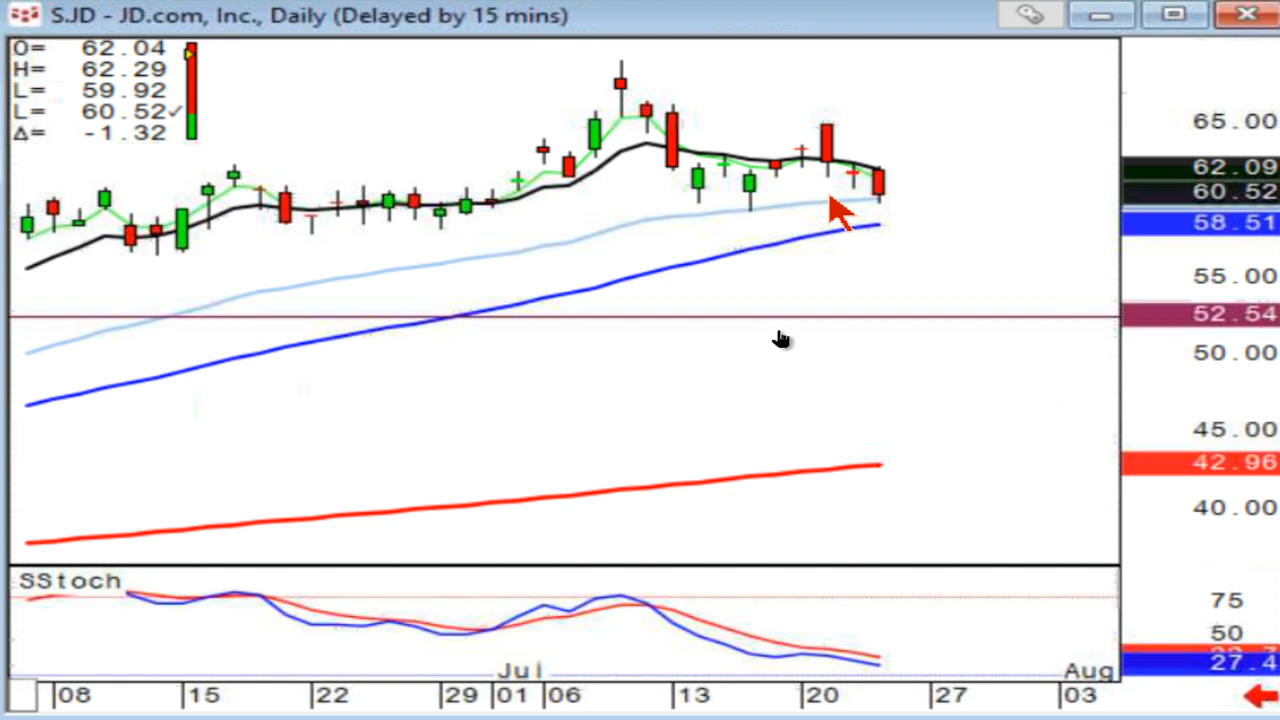 S.JD - JD.com, Inc., Daily (Delayed by 15 mins)
O= 62.04
H= 62.29
L= 59.92
L= 60.52✓
Δ= -1.32
65.00
62.09
60.52
58.51
55.00
52.54
50.00
45.00
42.96
40.00
SStoch
75
50
27.4
Jul Aug
08 15 22 29 01 06 13 20 27 03